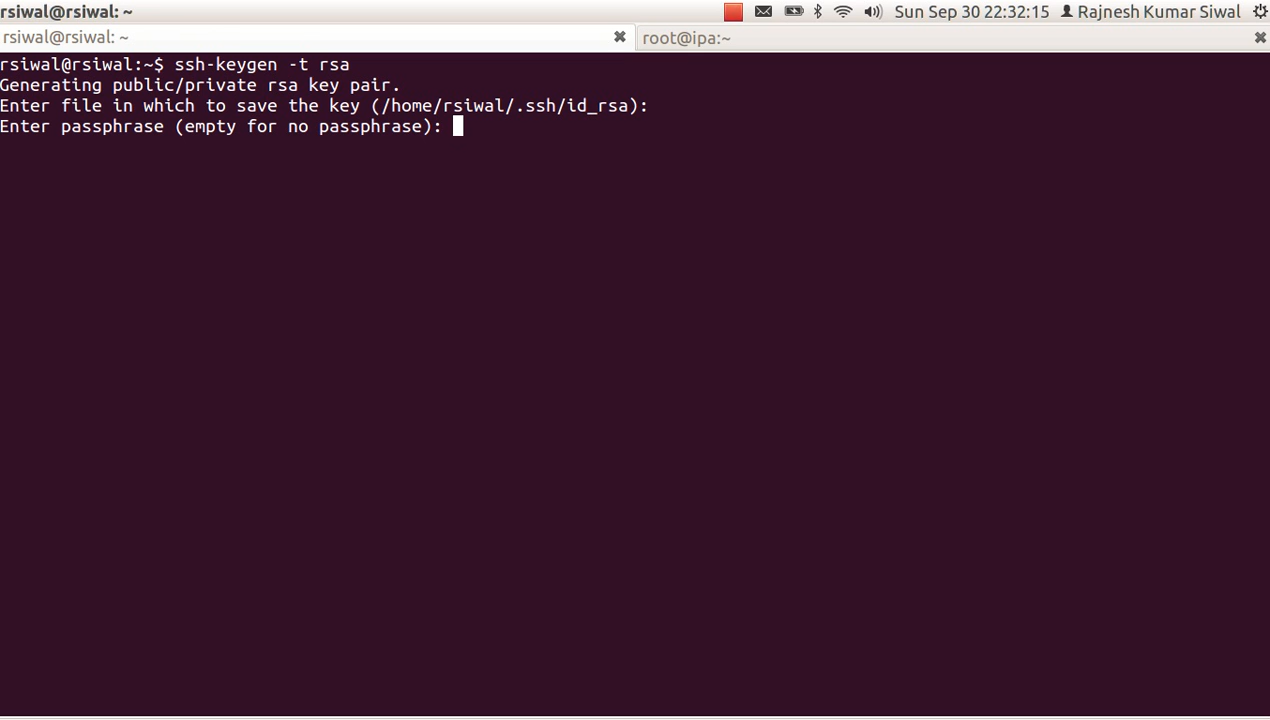 rsiwal@rsiwal: ~
Sun Sep 30 22:32:15 Rajnesh Kumar Siwal
rsiwal@rsiwal: ~
root@ipa:~
rsiwal@rsiwal:~$ ssh-keygen -t rsa
Generating public/private rsa key pair.
Enter file in which to save the key (/home/rsiwal/.ssh/id_rsa):
Enter passphrase (empty for no passphrase):